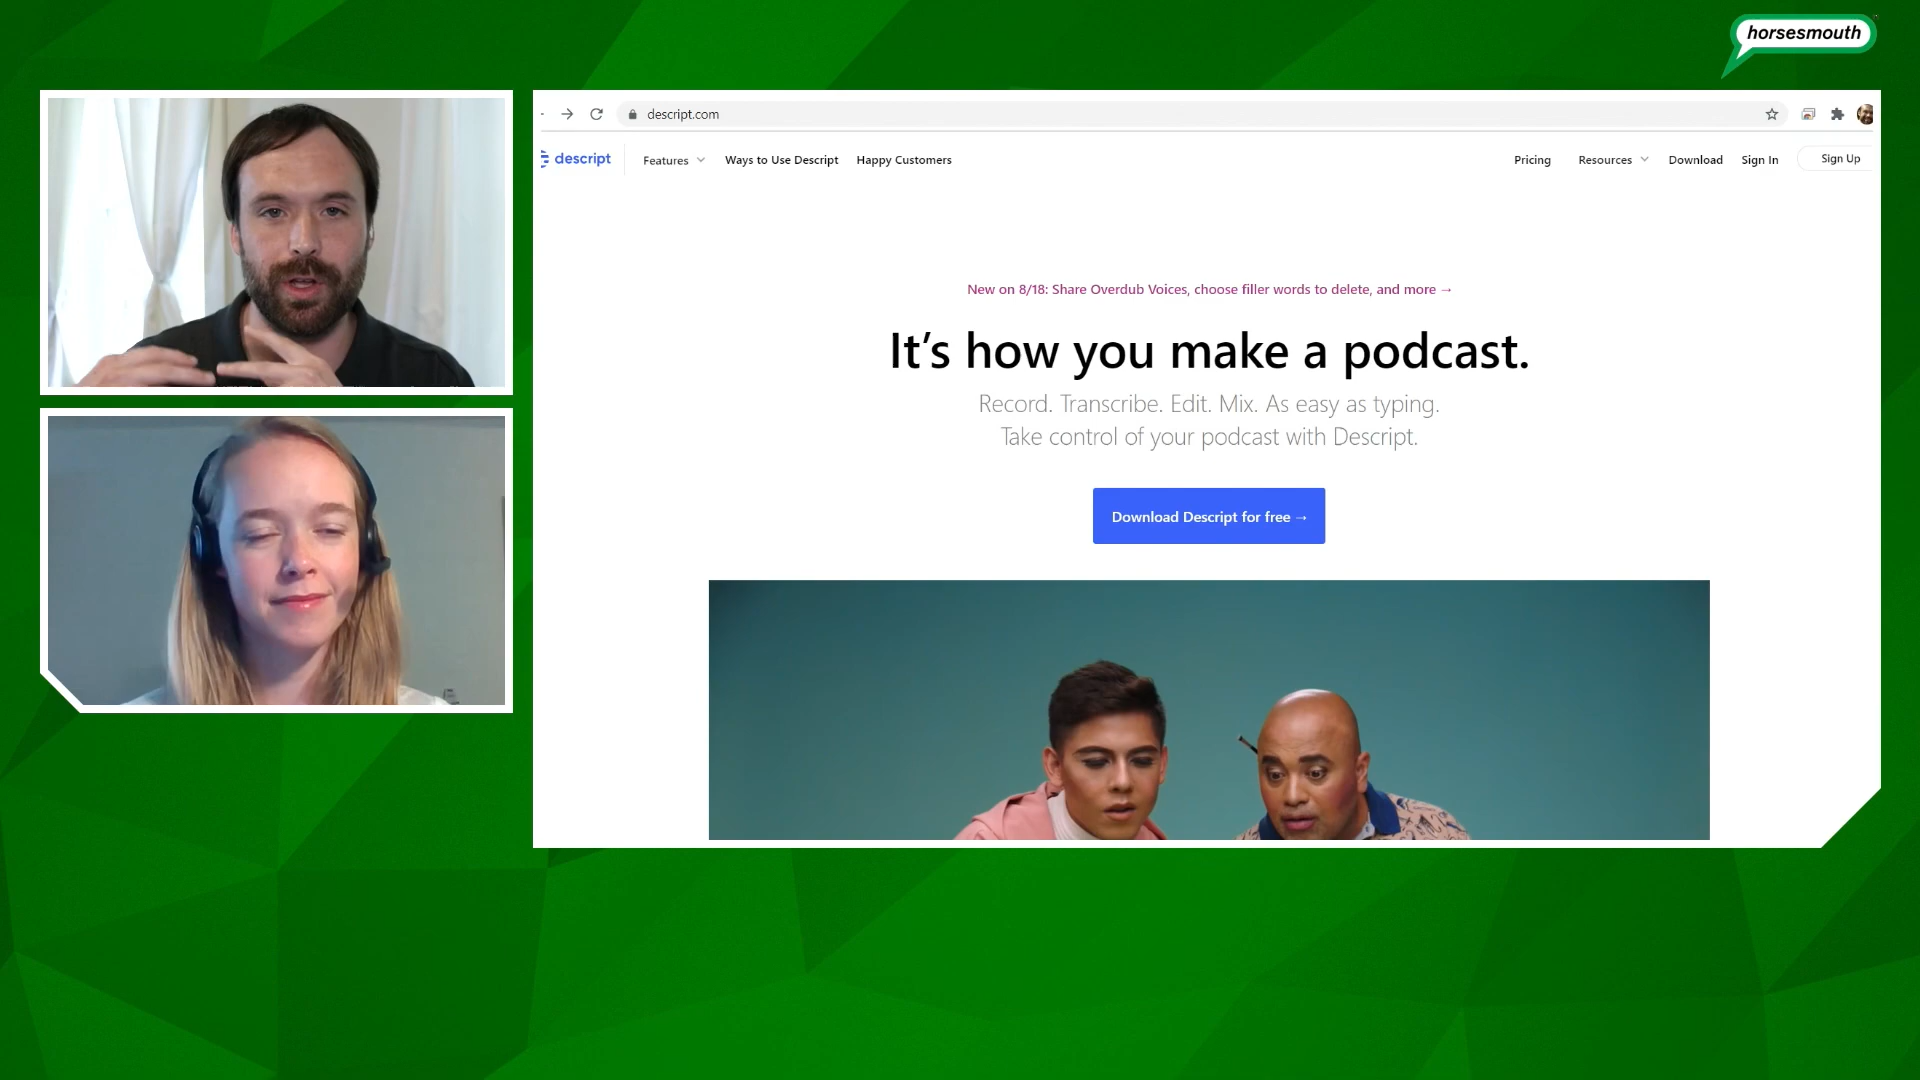 horsesmouth
descript.com
descript
Features
Ways to Use Descript
Happy Customers
Pricing
Resources
Download
Sign In
Sign Up
New on 8/18: Share Overdub Voices, choose filler words to delete, and more →
It's how you make a podcast.
Record. Transcribe. Edit. Mix. As easy as typing.
Take control of your podcast with Descript.
Download Descript for free →